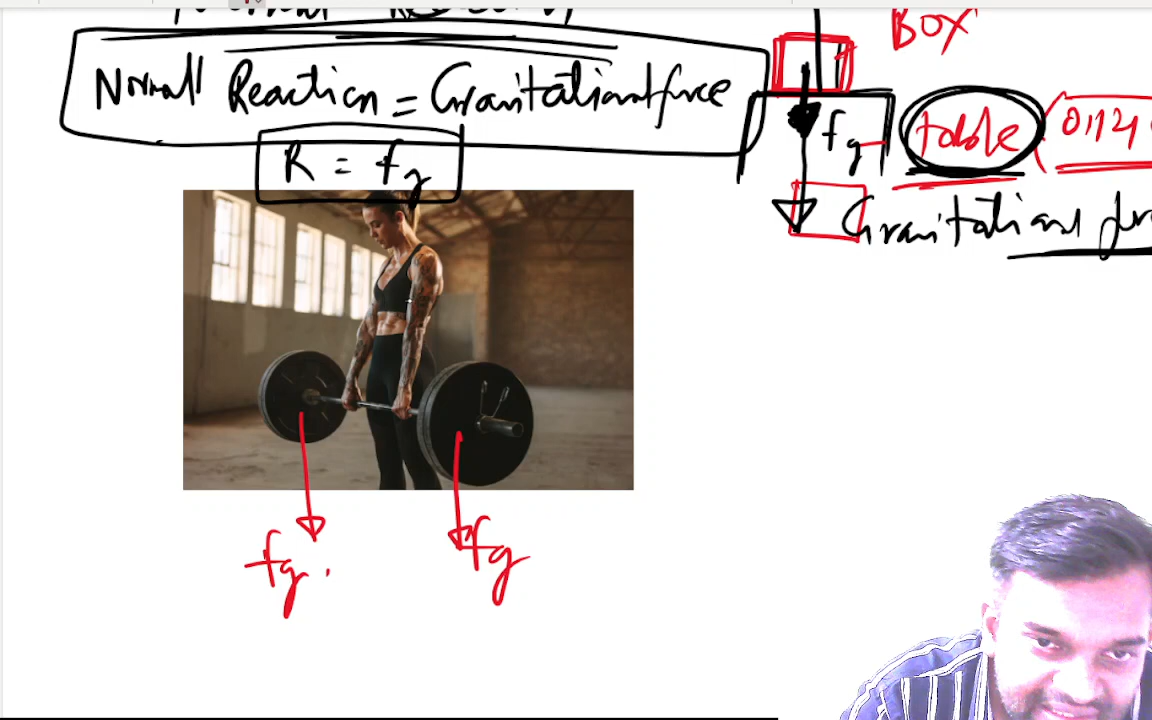 Normal Reaction = Gravitational force
R = fg
BOX
fg
table
Gravitational
fg.
fg